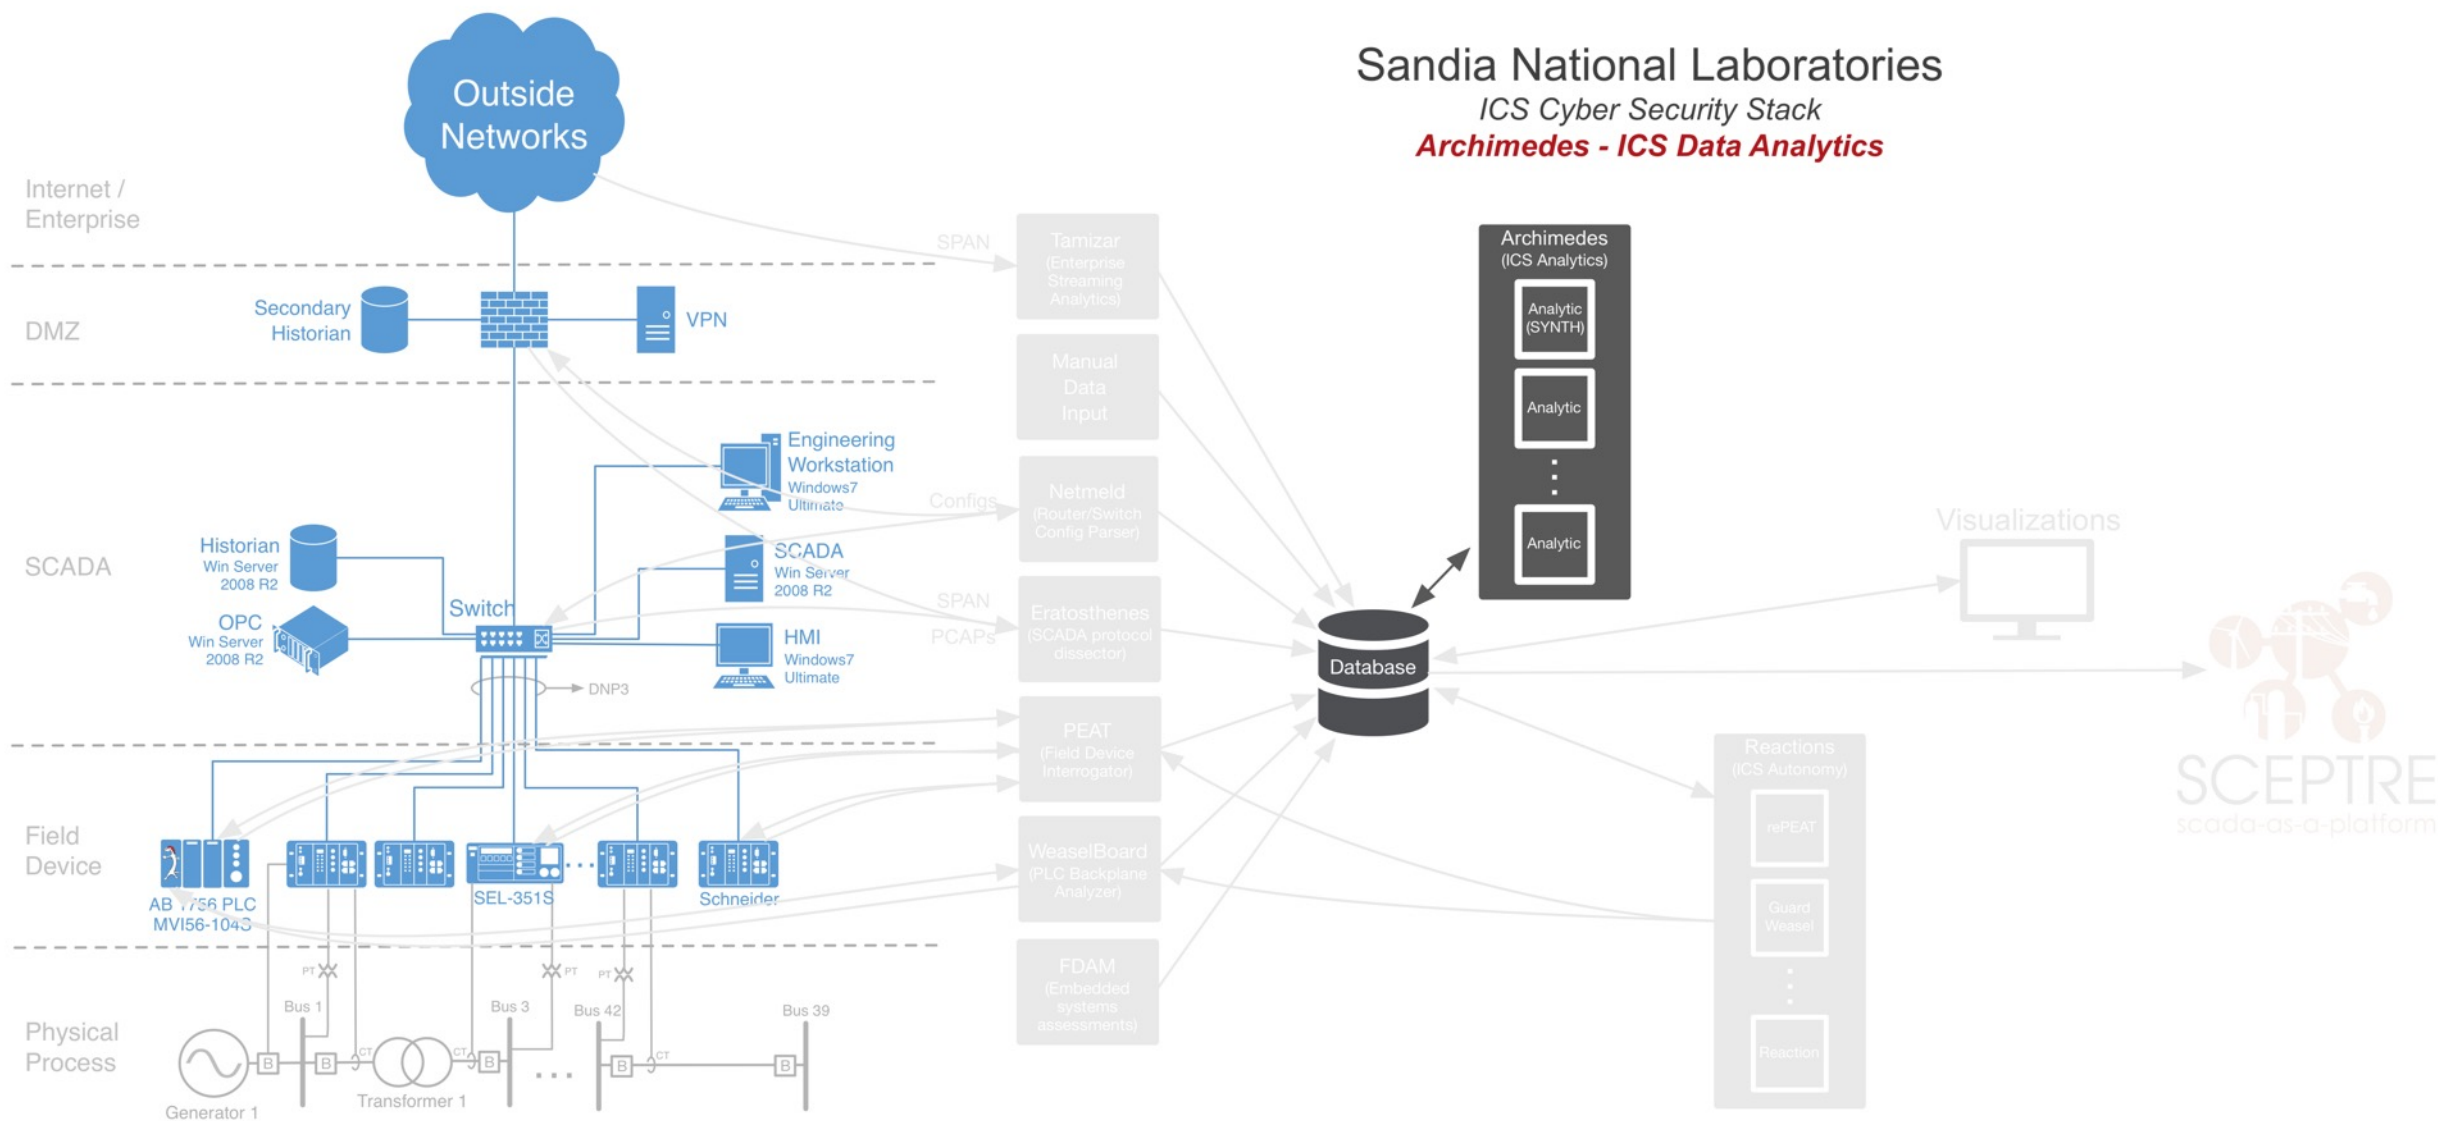 Sandia National Laboratories
ICS Cyber Security Stack
Archimedes - ICS Data Analytics
Outside
Networks
Internet /
Enterprise
DMZ
Secondary
Historian
VPN
SCADA
Engineering
Workstation
Windows7
Ultimate
Historian
Win Server
2008 R2
SCADA
Win Server
2008 R2
Switch
OPC
Win Server
2008 R2
HMI
Windows7
Ultimate
DNP3
Field
Device
AB 1756 PLC
MVI56-104S
SEL-351S
Schneider
Physical
Process
PT
PT
PT
Bus 1
Bus 3
Bus 42
Bus 39
B
B
CT
CT
B
B
CT
B
Generator 1
Transformer 1
SPAN
Configs
SPAN
PCAPs
Tamizar
(Enterprise
Streaming
Analytics)
Manual
Data
Input
Netmeld
(Router/Switch
Config Parser)
Eratosthenes
(SCADA protocol
dissector)
PEAT
(Field Device
Interrogator)
WeaselBoard
(PLC Backplane
Analyzer)
FDAM
(Embedded
systems
assessments)
Database
Archimedes
(ICS Analytics)
Analytic
(SYNTH)
Analytic
Analytic
Visualizations
Reactions
(ICS Autonomy)
rePEAT
Guard
Weasel
Reaction
SCEPTRE
scada-as-a-platform